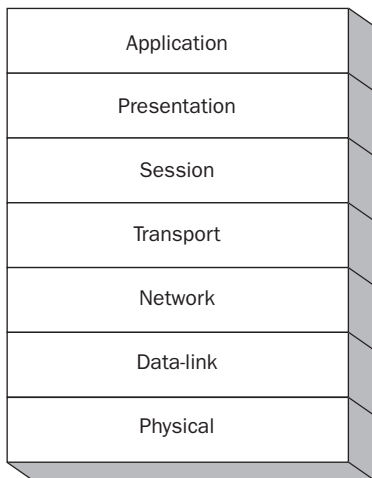 Application
Presentation
Session
Transport
Network
Data-link
Physical